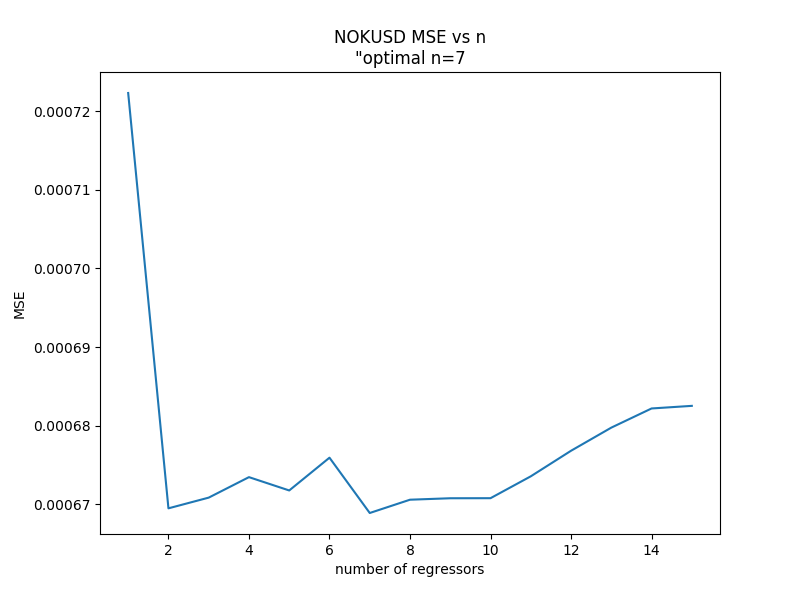 NOKUSD MSE vs n
"optimal n=7
0.00072
0.00071
0.00070
0.00069
0.00068
0.00067
MSE
2 4 6 8 10 12 14
number of regressors